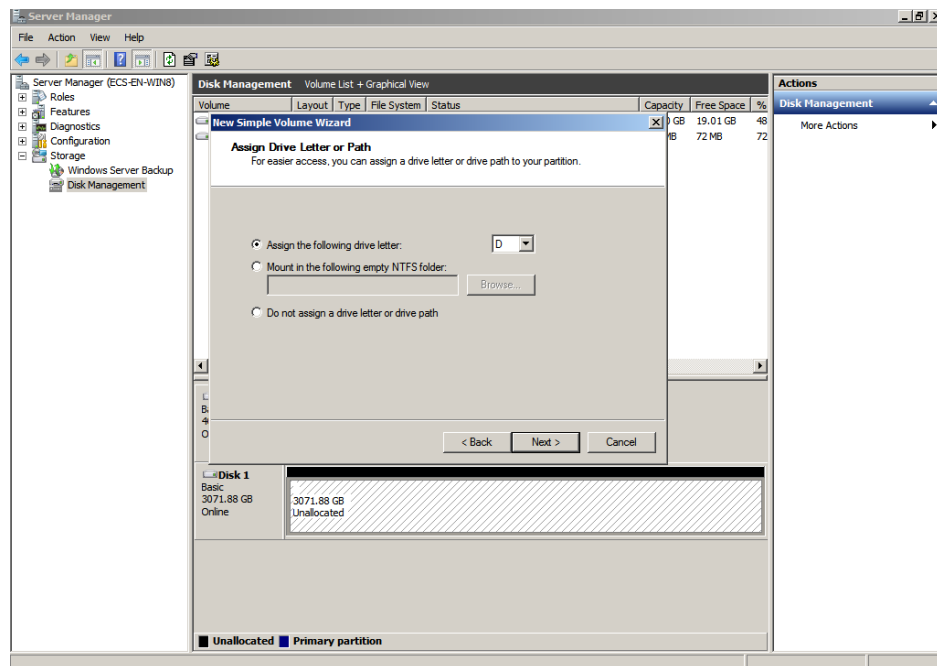 Server Manager
File Action View Help
Server Manager (ECS-EN-WIN8)
Roles
Features
Diagnostics
Configuration
Storage
Windows Server Backup
Disk Management
Disk Management Volume List + Graphical View
Volume Layout Type File System Status Capacity Free Space %
GB 19.01 GB 48
MB 72 MB 72
New Simple Volume Wizard
Assign Drive Letter or Path
For easier access, you can assign a drive letter or drive path to your partition.
Assign the following drive letter: D
Mount in the following empty NTFS folder:
Browse...
Do not assign a drive letter or drive path
< Back Next > Cancel
Disk 1
Basic
3071.88 GB
Online
3071.88 GB
Unallocated
Unallocated Primary partition
Actions
Disk Management
More Actions